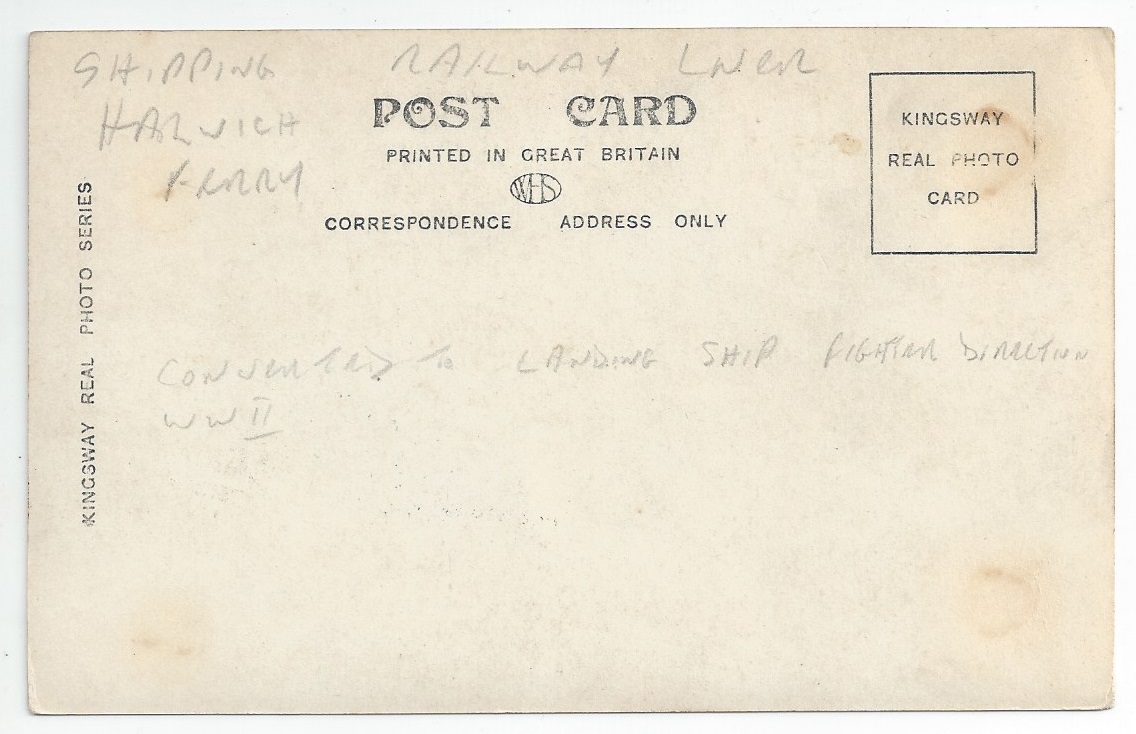 SHIPPING RAILWAY LNER
HARWICH
FERRY
POST CARD
PRINTED IN GREAT BRITAIN
WHS
CORRESPONDENCE ADDRESS ONLY
KINGSWAY
REAL PHOTO
CARD
KINGSWAY REAL PHOTO SERIES
CONVERTED TO LANDING SHIP FIGHTER DIRECTION
WW II